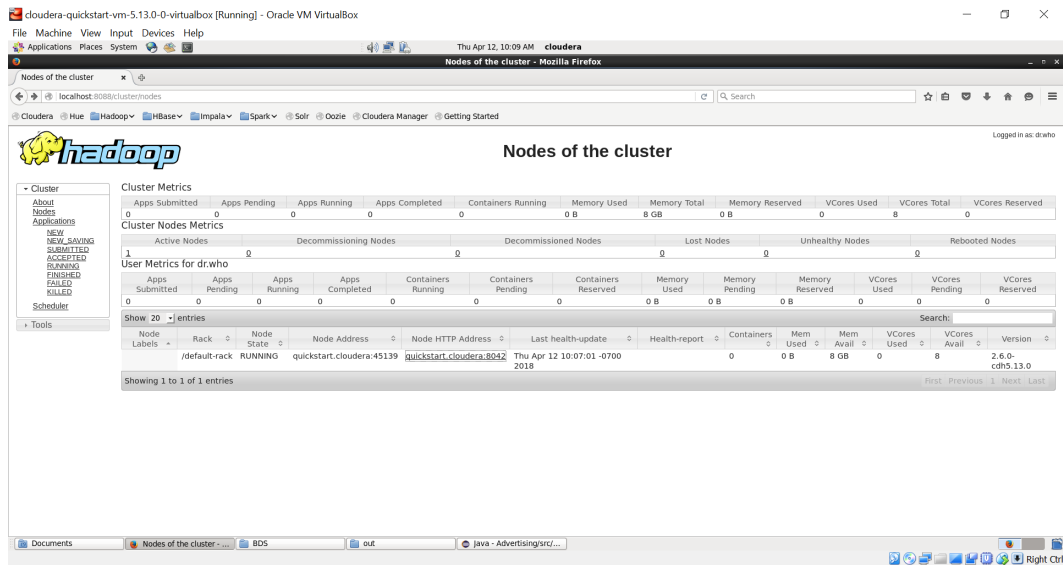 cloudera-quickstart-vm-5.13.0-0-virtualbox [Running] - Oracle VM VirtualBox
File Machine View Input Devices Help
Applications Places System Thu Apr 12, 10:09 AM cloudera
Nodes of the cluster - Mozilla Firefox
Nodes of the cluster
localhost:8088/cluster/nodes Search
Cloudera Hue Hadoop HBase Impala Spark Solr Oozie Cloudera Manager Getting Started
Logged in as: dr.who
hadoop Nodes of the cluster
Cluster
About
Nodes
Applications
NEW
NEW_SAVING
SUBMITTED
ACCEPTED
RUNNING
FINISHED
FAILED
KILLED
Scheduler
Tools
Cluster Metrics
Apps Submitted Apps Pending Apps Running Apps Completed Containers Running Memory Used Memory Total Memory Reserved VCores Used VCores Total VCores Reserved
0 0 0 0 0 0 B 8 GB 0 B 0 8 0
Cluster Nodes Metrics
Active Nodes Decommissioning Nodes Decommissioned Nodes Lost Nodes Unhealthy Nodes Rebooted Nodes
1 0 0 0 0 0
User Metrics for dr.who
Apps Submitted Apps Pending Apps Running Apps Completed Containers Running Containers Pending Containers Reserved Memory Used Memory Pending Memory Reserved VCores Used VCores Pending VCores Reserved
0 0 0 0 0 0 0 0 B 0 B 0 B 0 0 0
Show 20 entries Search:
Node Labels Rack Node State Node Address Node HTTP Address Last health-update Health-report Containers Mem Used Mem Avail VCores Used VCores Avail Version
/default-rack RUNNING quickstart.cloudera:45139 quickstart.cloudera:8042 Thu Apr 12 10:07:01 -0700 2018 0 0 B 8 GB 0 8 2.6.0-cdh5.13.0
Showing 1 to 1 of 1 entries First Previous 1 Next Last
Documents Nodes of the cluster - ... BDS out Java - Advertising/src/...
Right Ctrl